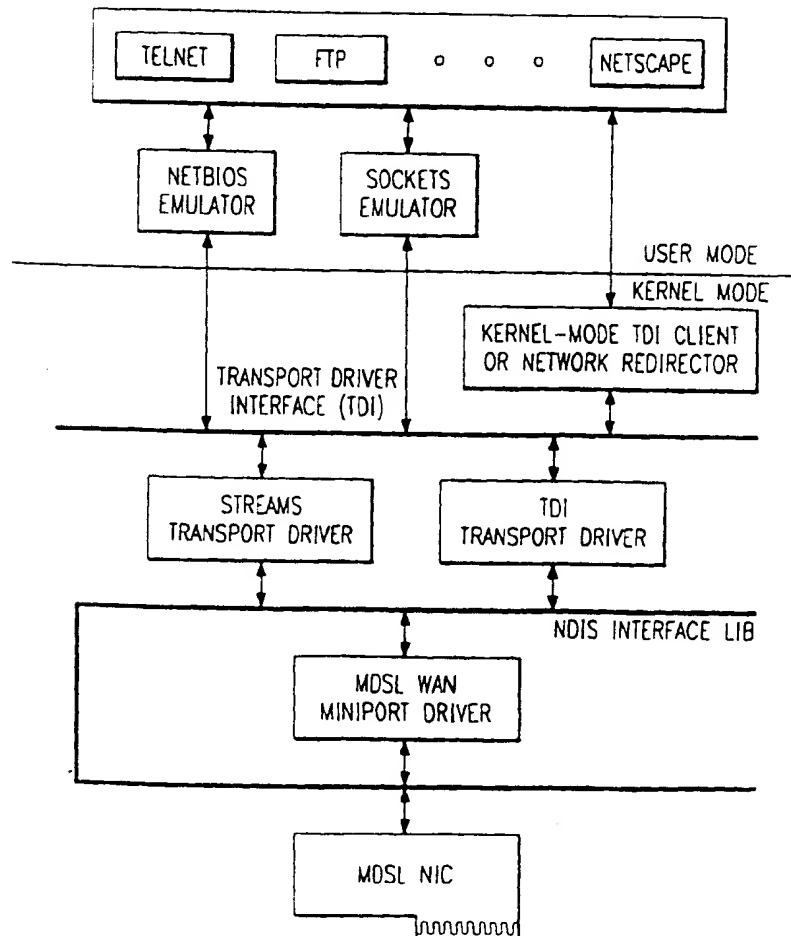 TELNET
FTP
NETSCAPE
NETBIOS
EMULATOR
SOCKETS
EMULATOR
USER MODE
KERNEL MODE
KERNEL-MODE TDI CLIENT
OR NETWORK REDIRECTOR
TRANSPORT DRIVER
INTERFACE (TDI)
STREAMS
TRANSPORT DRIVER
TDI
TRANSPORT DRIVER
NDIS INTERFACE LIB
MDSL WAN
MINIPORT DRIVER
MDSL NIC